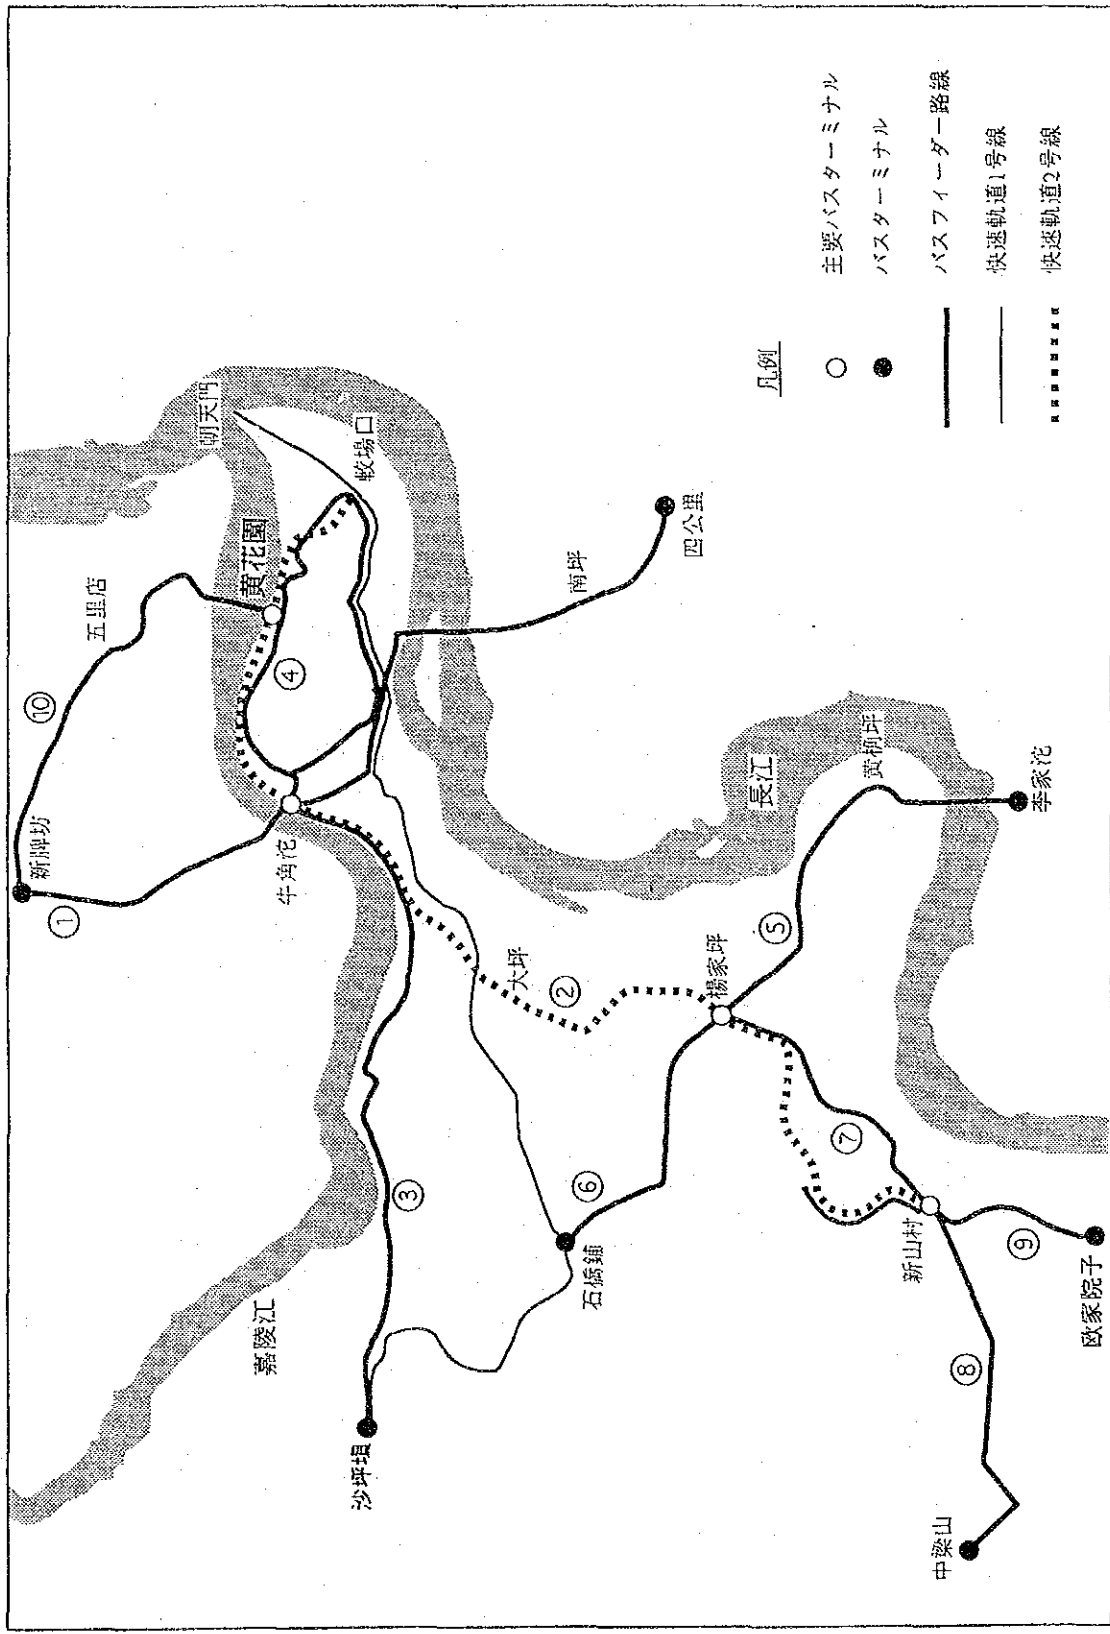 新牌坊
①
⑩
五里店
朝天門
黄花園
④
較場口
牛角沱
嘉陵江
③
沙坪垻
大坪
②
南坪
四公里
石橋鋪
⑥
楊家坪
長江
⑤
黄桷坪
李家沱
⑦
新山村
⑧
⑨
中梁山
欧家院子
凡例
主要バスターミナル
バスターミナル
バスフィーダー路線
快速軌道1号線
快速軌道2号線